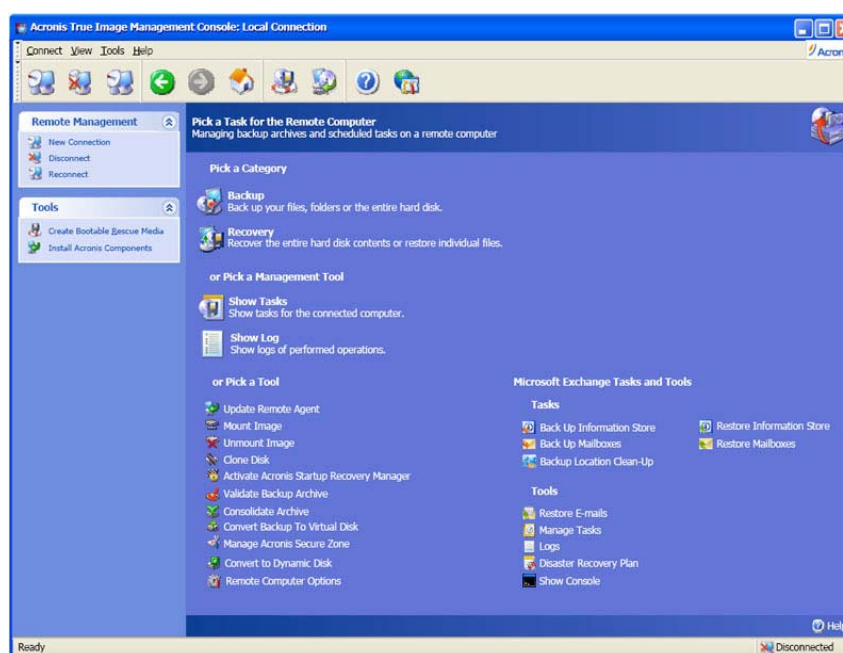 Acronis True Image Management Console: Local Connection
Connect View Tools Help
Remote Management
New Connection
Disconnect
Reconnect
Tools
Create Bootable Rescue Media
Install Acronis Components
Pick a Task for the Remote Computer
Managing backup archives and scheduled tasks on a remote computer
Pick a Category
Backup
Back up your files, folders or the entire hard disk.
Recovery
Recover the entire hard disk contents or restore individual files.
or Pick a Management Tool
Show Tasks
Show tasks for the connected computer.
Show Log
Show logs of performed operations.
or Pick a Tool
Update Remote Agent
Mount Image
Unmount Image
Clone Disk
Activate Acronis Startup Recovery Manager
Validate Backup Archive
Consolidate Archive
Convert Backup To Virtual Disk
Manage Acronis Secure Zone
Convert to Dynamic Disk
Remote Computer Options
Microsoft Exchange Tasks and Tools
Tasks
Back Up Information Store
Back Up Mailboxes
Backup Location Clean-Up
Restore Information Store
Restore Mailboxes
Tools
Restore E-mails
Manage Tasks
Logs
Disaster Recovery Plan
Show Console
Help
Ready
Disconnected